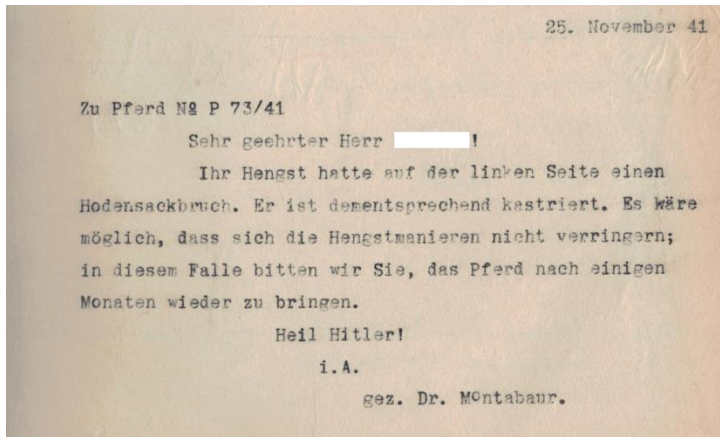 25. November 41
Zu Pferd № P 73/41
Sehr geehrter Herr !
Ihr Hengst hatte auf der linken Seite einen
Hodensackbruch. Er ist dementsprechend kastriert. Es wäre
möglich, dass sich die Hengstmanieren nicht verringern;
in diesem Falle bitten wir Sie, das Pferd nach einigen
Monaten wieder zu bringen.
Heil Hitler!
i.A.
gez. Dr. Montabaur.